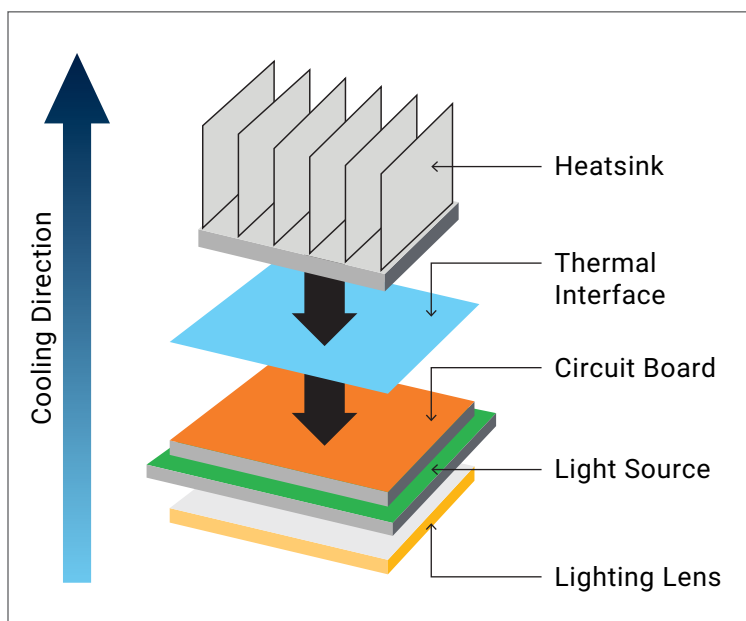 Cooling Direction
Heatsink
Thermal
Interface
Circuit Board
Light Source
Lighting Lens